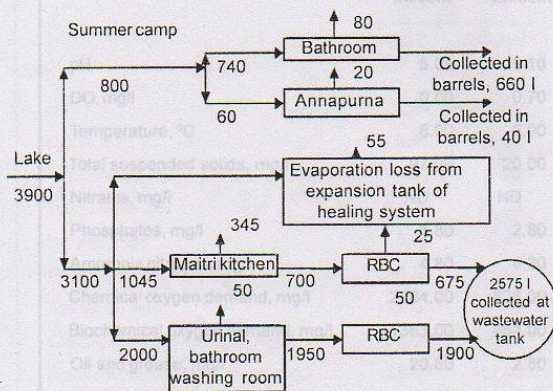 80
Summer camp
Bathroom
740
Collected in
barrels, 660 l
800
20
60
Annapurna
Collected in
barrels, 40 l
55
Lake
3900
Evaporation loss from
expansion tank of
healing system
345
25
3100
1045
Maitri kitchen
700
RBC
675
50
50
2575 l
collected at
wastewater
tank
2000
Urinal,
bathroom
washing room
1950
RBC
1900